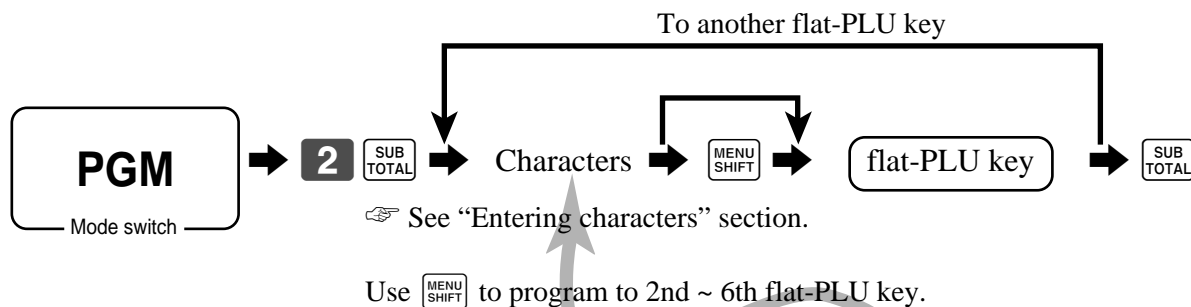 To another flat-PLU key
PGM
Mode switch
2
SUB
TOTAL
Characters
MENU
SHIFT
flat-PLU key
SUB
TOTAL
☞ See “Entering characters” section.
Use MENU SHIFT to program to 2nd ~ 6th flat-PLU key.